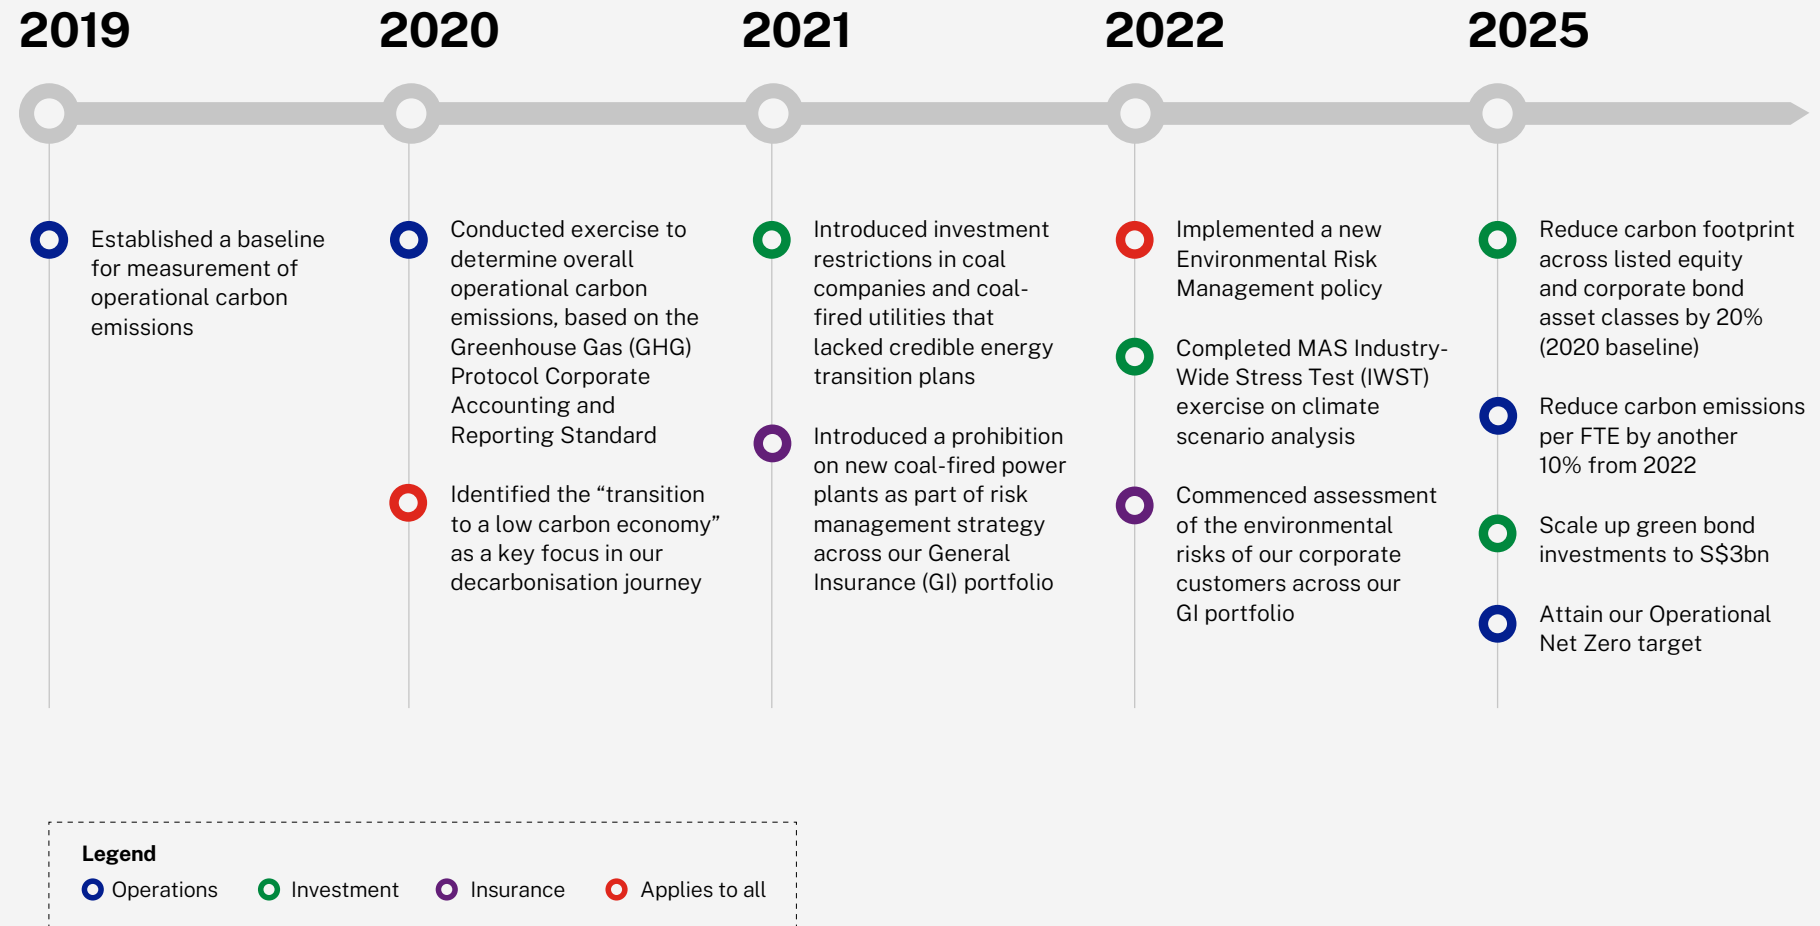 2019
2020
2021
2022
2025
Established a baseline
for measurement of
operational carbon
emissions
Conducted exercise to
determine overall
operational carbon
emissions, based on the
Greenhouse Gas (GHG)
Protocol Corporate
Accounting and
Reporting Standard
Identified the “transition
to a low carbon economy”
as a key focus in our
decarbonisation journey
Introduced investment
restrictions in coal
companies and coal-
fired utilities that
lacked credible energy
transition plans
Introduced a prohibition
on new coal-fired power
plants as part of risk
management strategy
across our General
Insurance (GI) portfolio
Implemented a new
Environmental Risk
Management policy
Completed MAS Industry-
Wide Stress Test (IWST)
exercise on climate
scenario analysis
Commenced assessment
of the environmental
risks of our corporate
customers across our
GI portfolio
Reduce carbon footprint
across listed equity
and corporate bond
asset classes by 20%
(2020 baseline)
Reduce carbon emissions
per FTE by another
10% from 2022
Scale up green bond
investments to S$3bn
Attain our Operational
Net Zero target
Legend
Operations
Investment
Insurance
Applies to all